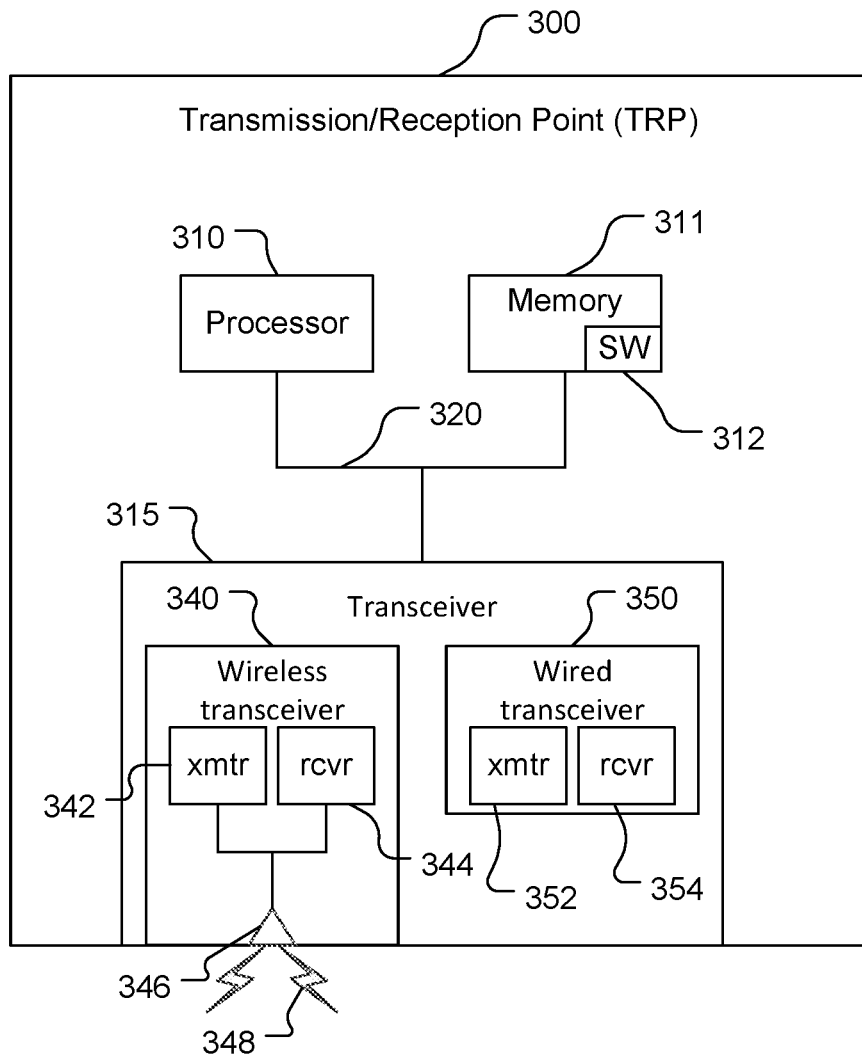 300
Transmission/Reception Point (TRP)
310
311
Processor
Memory
SW
320
312
315
340
Transceiver
350
Wireless
transceiver
Wired
transceiver
xmtr
rcvr
xmtr
rcvr
342
344
352
354
346
348